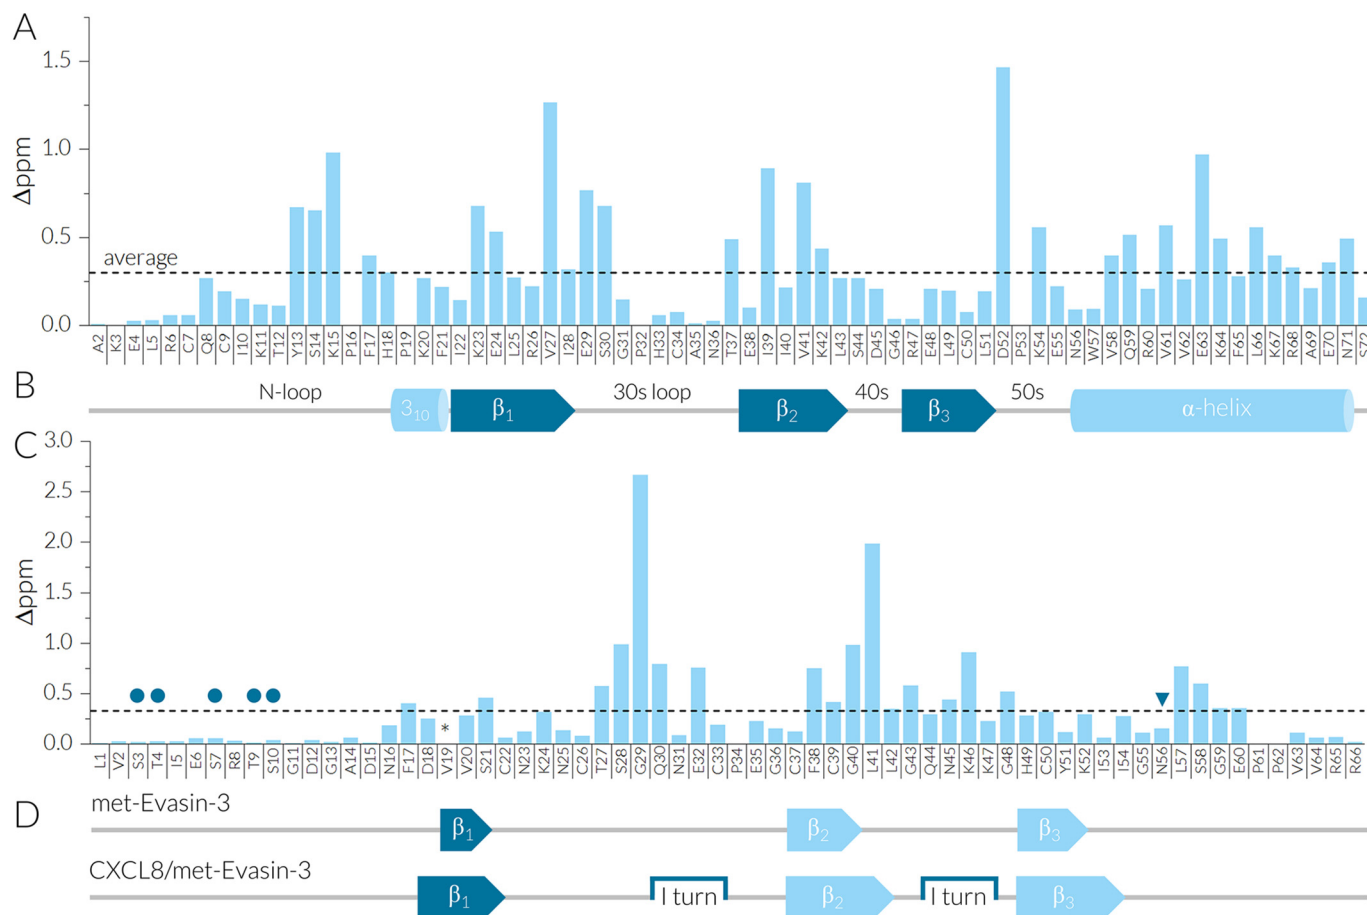 A
1.5
1.0
0.5
0.0
Δppm
average
A2 K3 E4 L5 R6 C7 Q8 C9 I10 K11 T12 Y13 S14 K15 P16 F17 H18 P19 K20 F21 I22 K23 E24 L25 R26 V27 I28 E29 S30 G31 P32 H33 C34 A35 N36 T37 E38 I39 I40 V41 K42 L43 S44 D45 G46 R47 E48 L49 C50 L51 D52 P53 K54 E55 N56 W57 V58 Q59 R60 V61 V62 E63 K64 F65 L66 K67 R68 A69 E70 N71 S72
B
N-loop 3₁₀ β₁ 30s loop β₂ 40s β₃ 50s α-helix
C
3.0
2.5
2.0
1.5
1.0
0.5
0.0
Δppm
*
L1 V2 S3 T4 I5 E6 S7 R8 T9 S10 G11 D12 G13 A14 D15 N16 F17 D18 V19 V20 S21 C22 N23 K24 N25 C26 T27 S28 G29 Q30 N31 E32 C33 P34 E35 G36 C37 F38 C39 G40 L41 L42 G43 Q44 N45 K46 K47 G48 H49 C50 Y51 K52 I53 I54 G55 N56 L57 S58 G59 E60 P61 P62 V63 V64 R65 R66
D
met-Evasin-3
β₁ β₂ β₃
CXCL8/met-Evasin-3
β₁ I turn β₂ I turn β₃